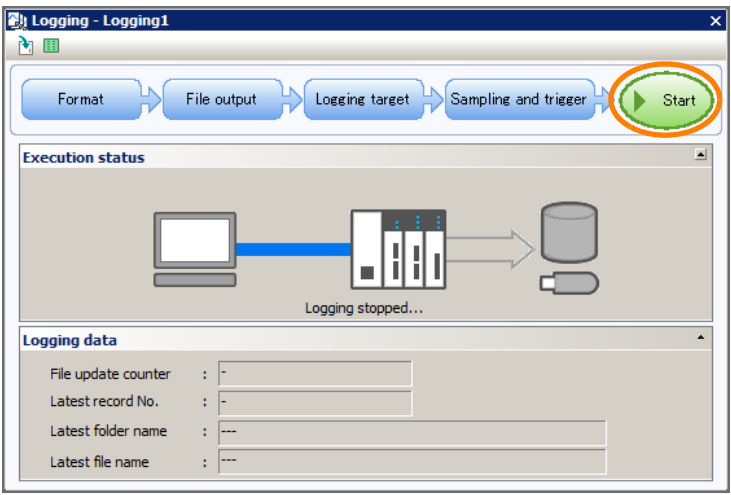 Logging - Logging1
Format
File output
Logging target
Sampling and trigger
Start
Execution status
Logging stopped...
Logging data
File update counter : -
Latest record No. : -
Latest folder name : ---
Latest file name : ---